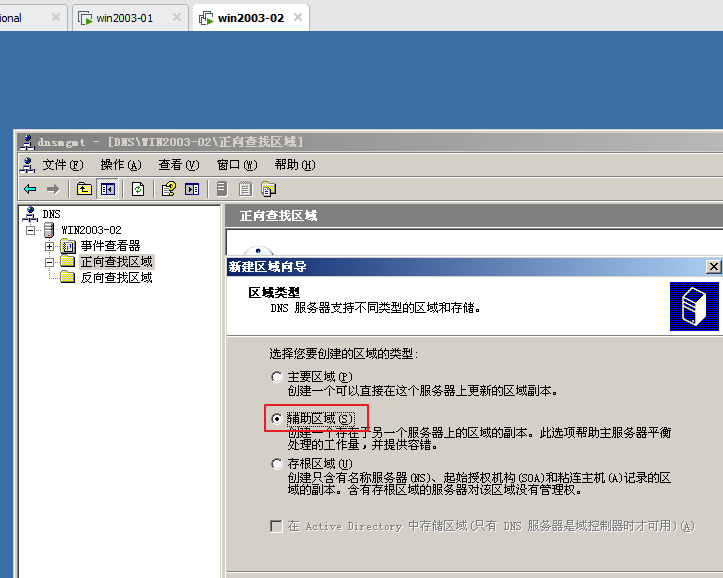 ional
win2003-01
win2003-02
dnsmgmt - [DNS\WIN2003-02\正向查找区域]
文件(F) 操作(A) 查看(V) 窗口(W) 帮助(H)
DNS
WIN2003-02
事件查看器
正向查找区域
反向查找区域
正向查找区域
新建区域向导
区域类型
DNS 服务器支持不同类型的区域和存储。
选择您要创建的区域的类型:
主要区域(P)
创建一个可以直接在这个服务器上更新的区域副本。
辅助区域(S)
创建一个存在于另一个服务器上的区域的副本。此选项帮助主服务器平衡
处理的工作量，并提供容错。
存根区域(U)
创建只含有名称服务器(NS)、起始授权机构(SOA)和粘连主机(A)记录的区
域的副本。含有存根区域的服务器对该区域没有管理权。
在 Active Directory 中存储区域(只有 DNS 服务器是域控制器时才可用)(A)